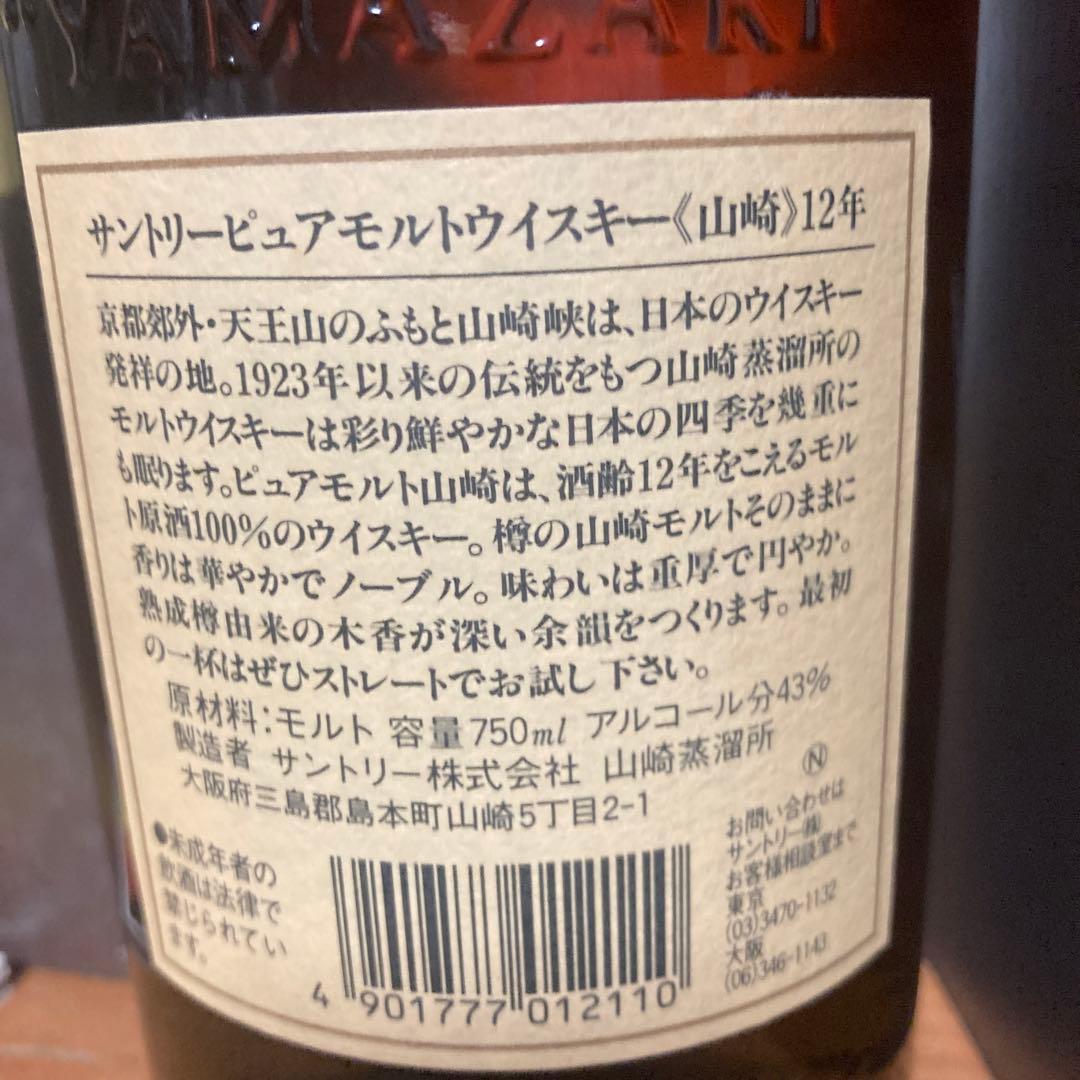 YAMAZAKI
サントリーピュアモルトウイスキー《山崎》12年
京都郊外・天王山のふもと山崎峡は、日本のウイスキー
発祥の地。1923年以来の伝統をもつ山崎蒸溜所の
モルトウイスキーは彩り鮮やかな日本の四季を幾重に
も眠ります。ピュアモルト山崎は、酒齢12年をこえるモル
ト原酒100%のウイスキー。樽の山崎モルトそのままに
香りは華やかでノーブル。味わいは重厚で円やか。
熟成樽由来の木香が深い余韻をつくります。最初
の一杯はぜひストレートでお試し下さい。
原材料:モルト 容量750ml アルコール分43%
製造者 サントリー株式会社 山崎蒸溜所
大阪府三島郡島本町山崎5丁目2-1
Ⓝ
●未成年者の
飲酒は法律で
禁じられてい
ます。
4 901777 012110
お問い合わせは
サントリー㈱
お客様相談室まで
東京
(03)3470-1132
大阪
(06)346-1143